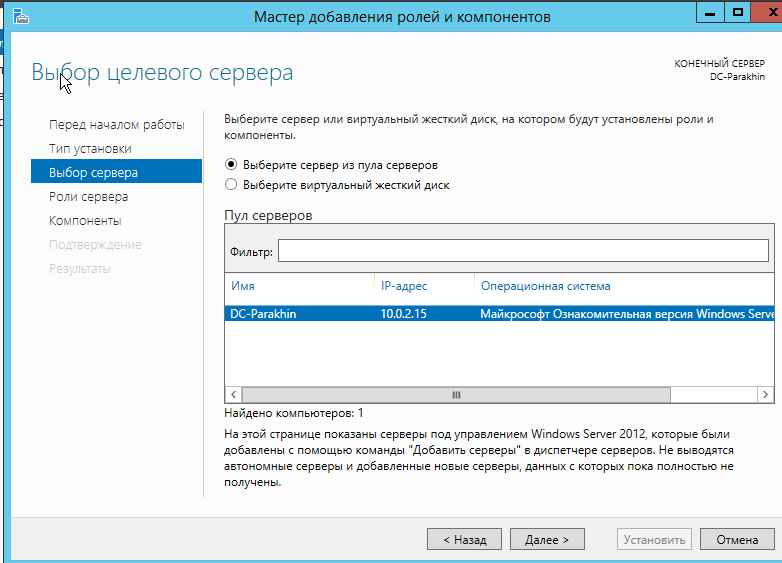 Мастер добавления ролей и компонентов
Выбор целевого сервера
КОНЕЧНЫЙ СЕРВЕР
DC-Parakhin
Перед началом работы
Тип установки
Выбор сервера
Роли сервера
Компоненты
Подтверждение
Результаты
Выберите сервер или виртуальный жесткий диск, на котором будут установлены роли и
компоненты.
Выберите сервер из пула серверов
Выберите виртуальный жесткий диск
Пул серверов
Фильтр:
Имя IP-адрес Операционная система
DC-Parakhin 10.0.2.15 Майкрософт Ознакомительная версия Windows Serve
Найдено компьютеров: 1
На этой странице показаны серверы под управлением Windows Server 2012, которые были
добавлены с помощью команды "Добавить серверы" в диспетчере серверов. Не выводятся
автономные серверы и добавленные новые серверы, данных с которых пока полностью не
получены.
< Назад Далее > Установить Отмена